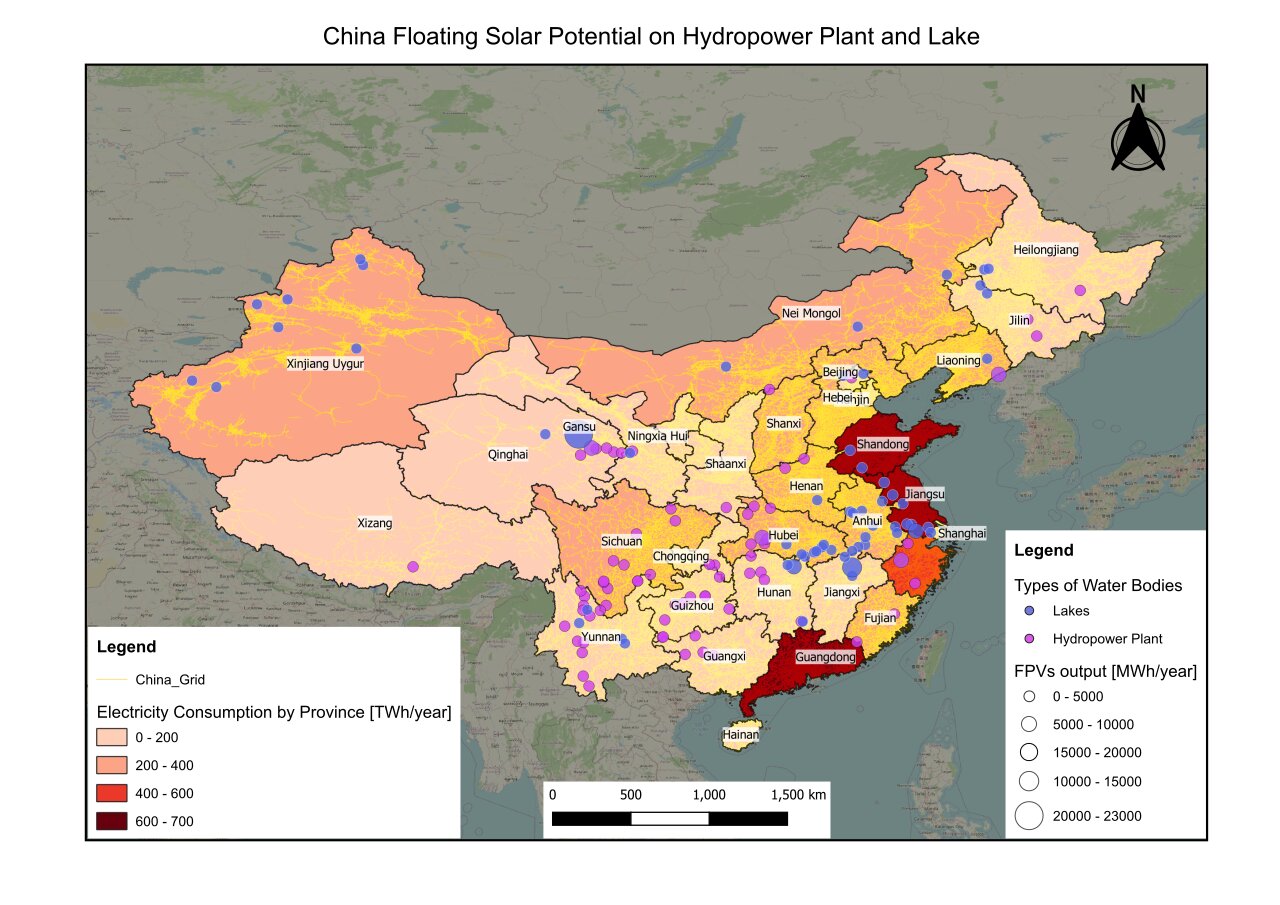 China Floating Solar Potential on Hydropower Plant and Lake
N
Heilongjiang
Nei Mongol
Jilin
Xinjiang Uygur
Liaoning
Beijing
Hebei
jin
Gansu
Shanxi
Ningxia Hui
Shandong
Qinghai
Shaanxi
Henan
Jiangsu
Xizang
Anhui
Shanghai
Sichuan
Hubei
Chongqing
Hunan
Jiangxi
Guizhou
Fujian
Yunnan
Guangxi
Guangdong
Hainan
Legend
China_Grid
Electricity Consumption by Province [TWh/year]
0 - 200
200 - 400
400 - 600
600 - 700
0 500 1,000 1,500 km
Legend
Types of Water Bodies
Lakes
Hydropower Plant
FPVs output [MWh/year]
0 - 5000
5000 - 10000
15000 - 20000
10000 - 15000
20000 - 23000